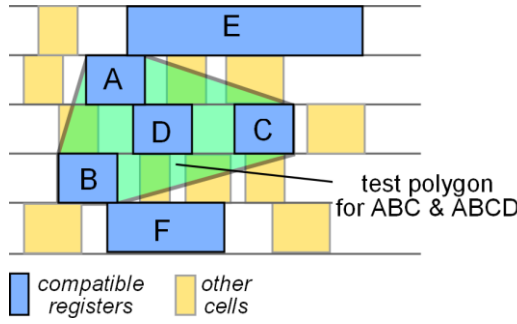 E
A
D
C
B
test polygon
for ABC & ABCD
F
compatible
registers
other
cells